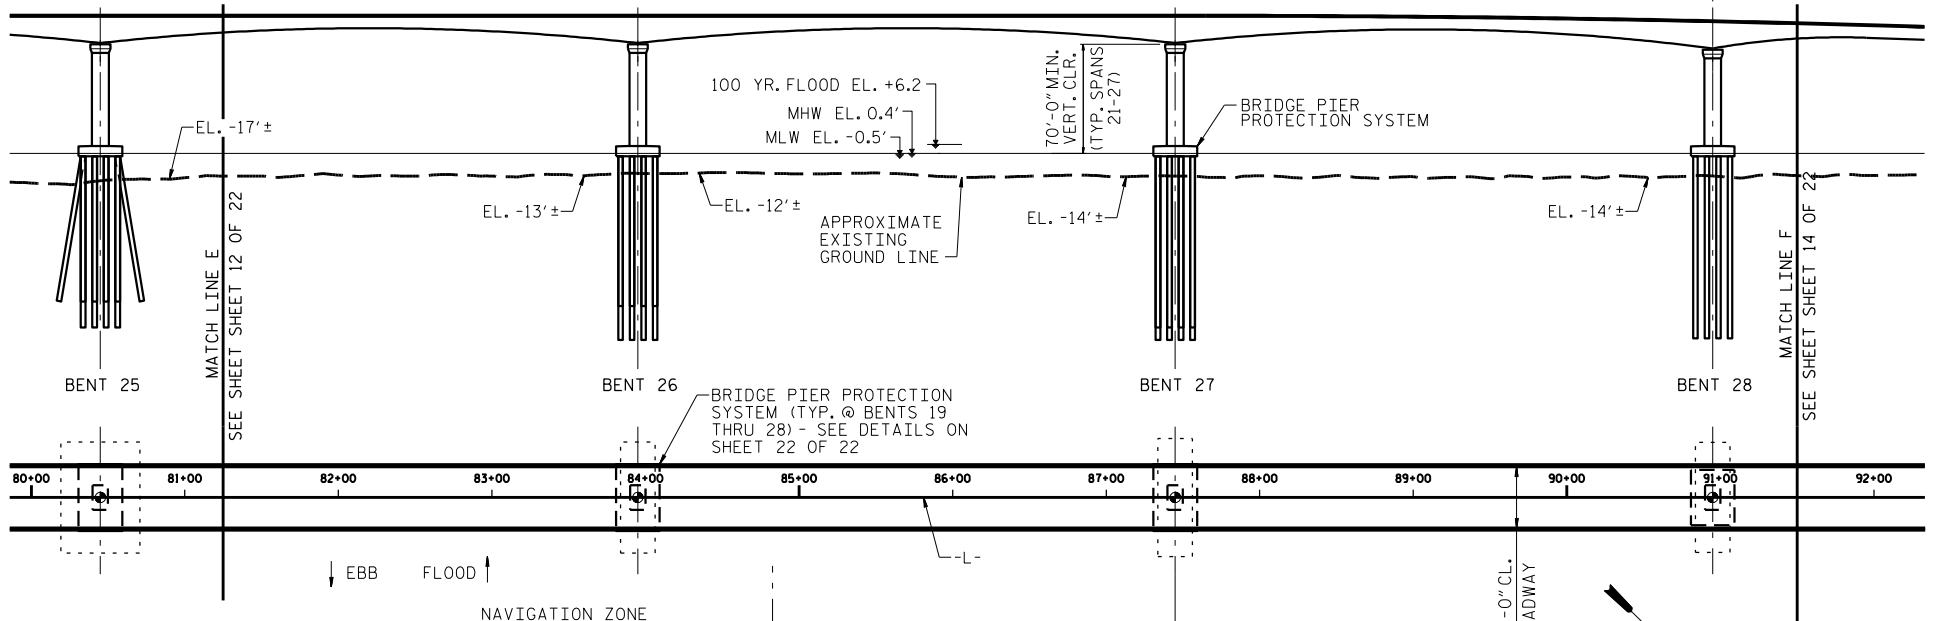 100 YR. FLOOD EL. +6.2
MHW EL. 0.4'
MLW EL. -0.5'
70'-0" MIN.
VERT. CLR.
(TYP. SPANS
21-27)
BRIDGE PIER
PROTECTION SYSTEM
EL. -17'±
EL. -13'±
EL. -12'±
APPROXIMATE
EXISTING
GROUND LINE
EL. -14'±
EL. -14'±
MATCH LINE E
SEE SHEET 12 OF 22
MATCH LINE F
SEE SHEET 14 OF 22
BENT 25
BENT 26
BENT 27
BENT 28
BRIDGE PIER PROTECTION
SYSTEM (TYP. @ BENTS 19
THRU 28) - SEE DETAILS ON
SHEET 22 OF 22
80+00
81+00
82+00
83+00
84+00
85+00
86+00
87+00
88+00
89+00
90+00
91+00
92+00
-L-
EBB
FLOOD
NAVIGATION ZONE
-0" CL.
ADWAY